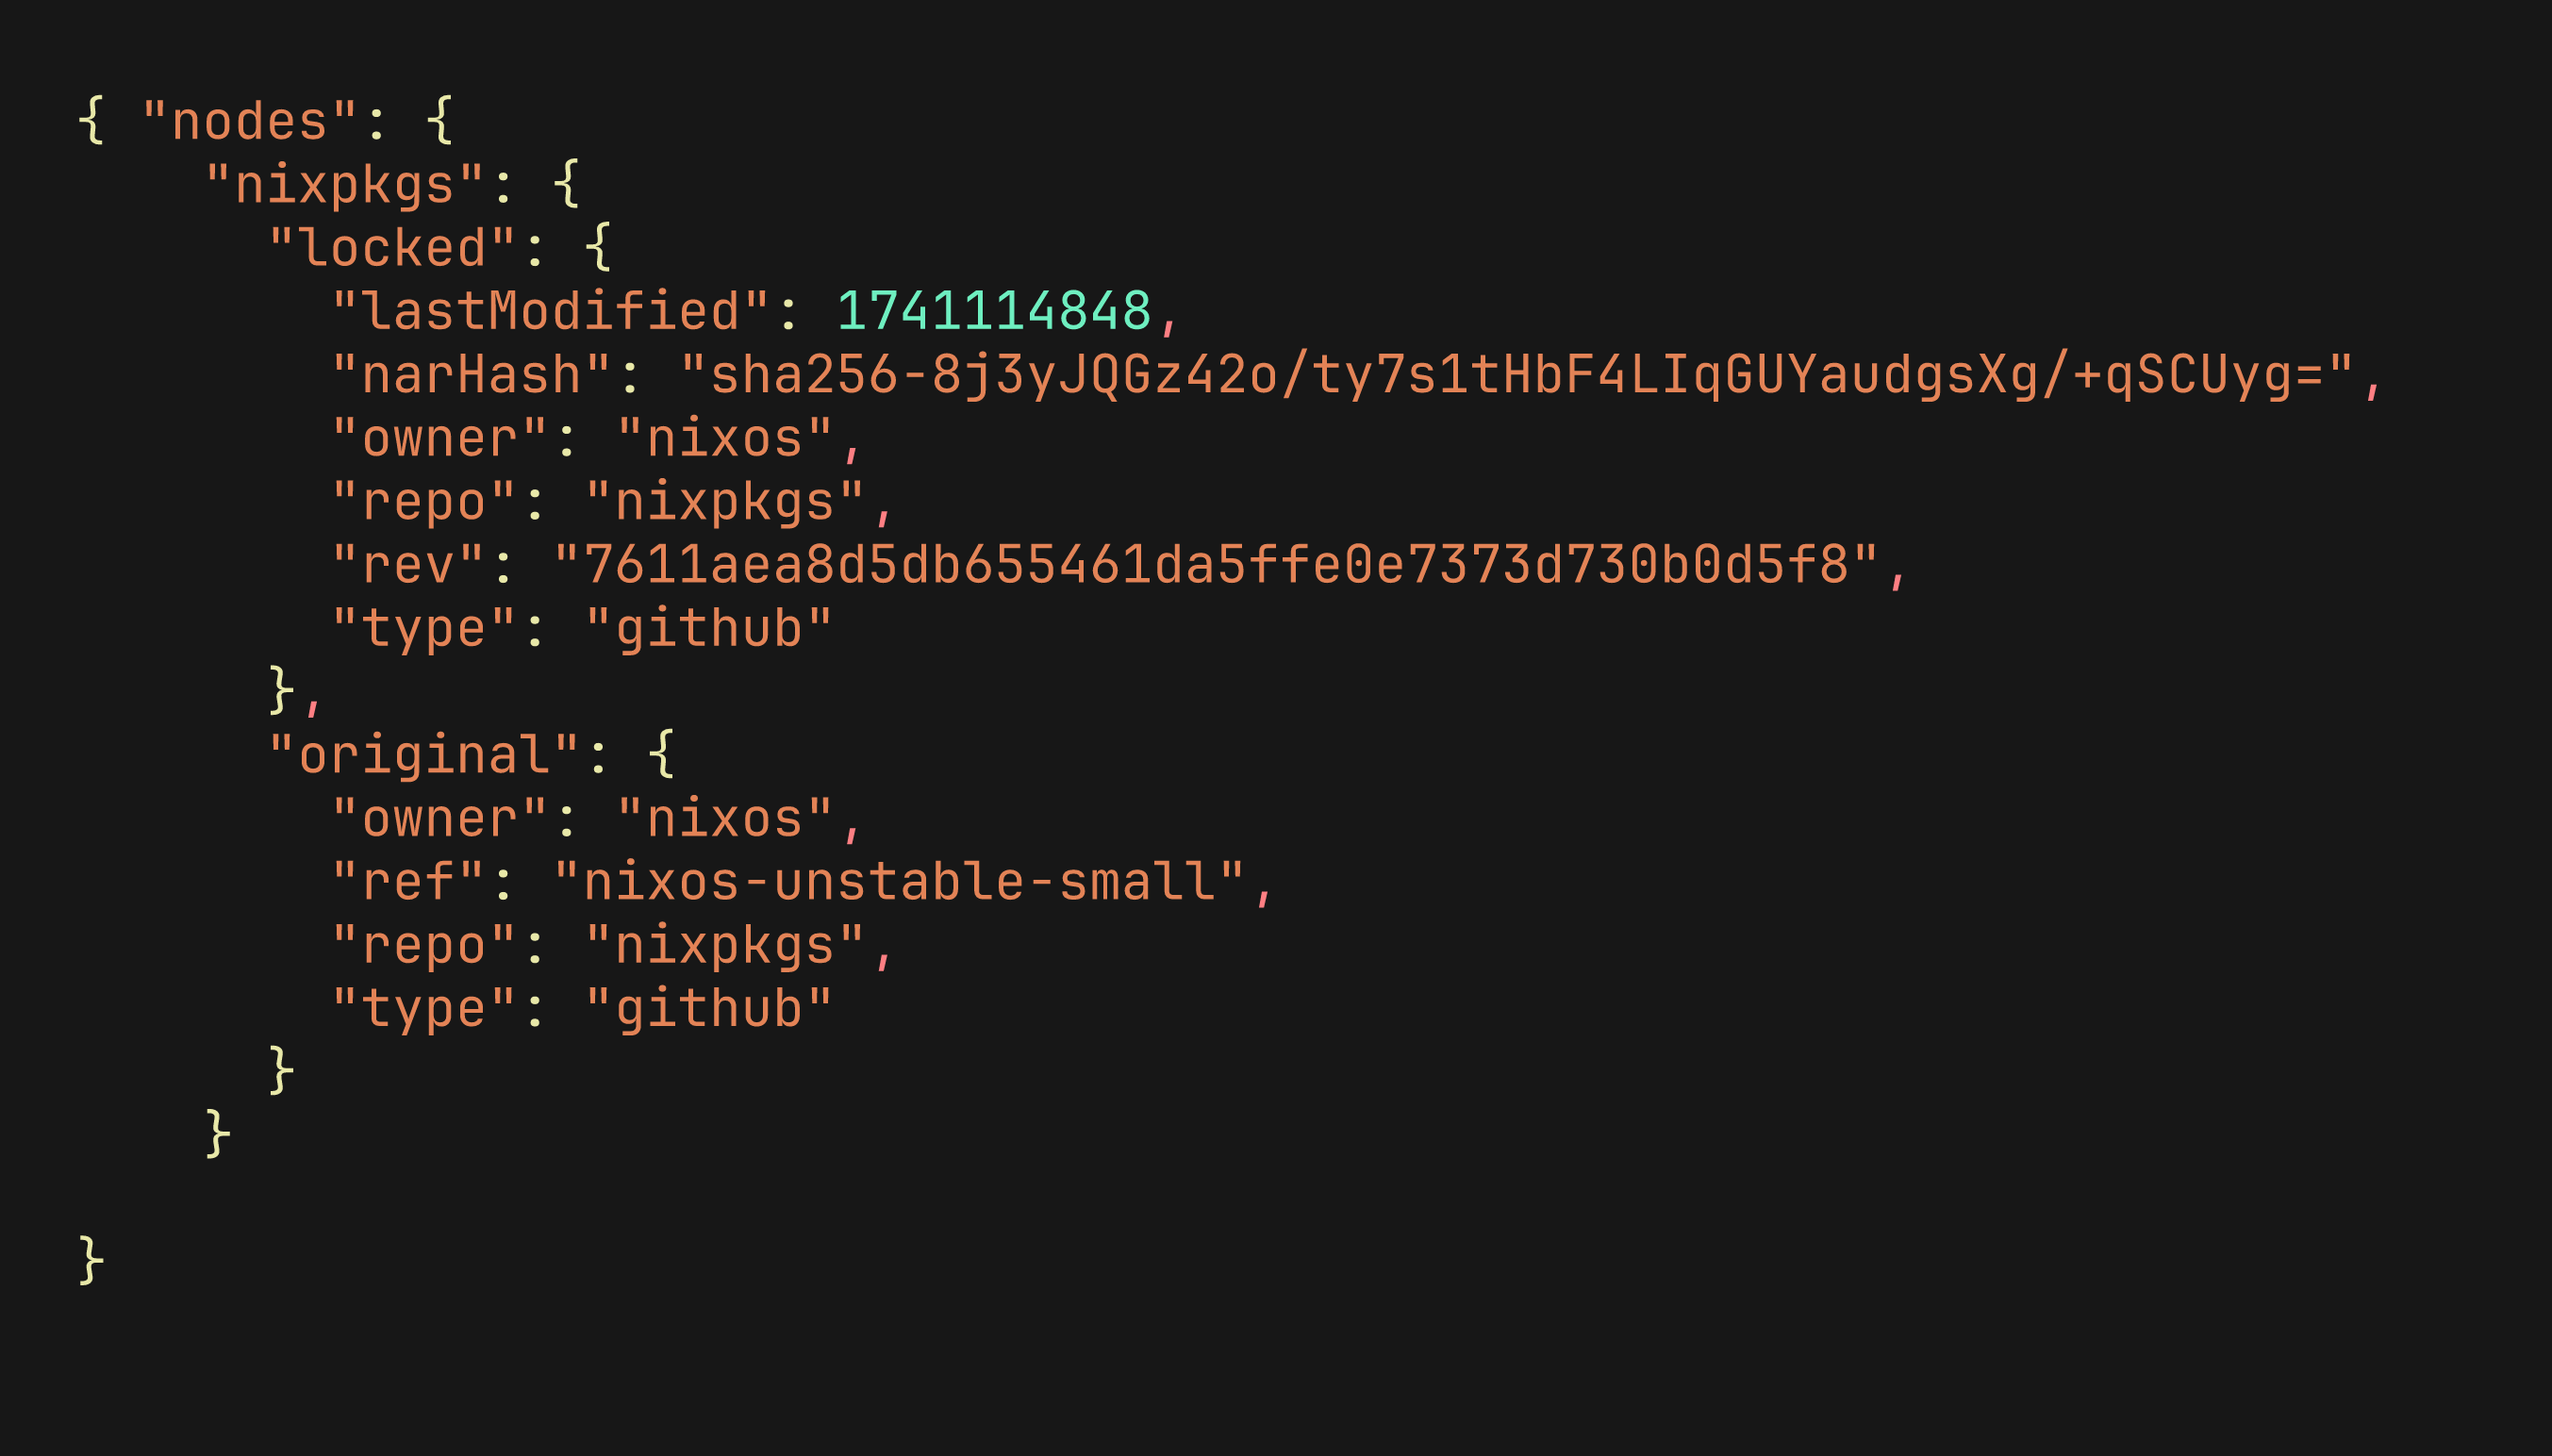 { "nodes": {
    "nixpkgs": {
      "locked": {
        "lastModified": 1741114848,
        "narHash": "sha256-8j3yJQGz42o/ty7s1tHbF4LIqGUYaudgsXg/+qSCUyg=",
        "owner": "nixos",
        "repo": "nixpkgs",
        "rev": "7611aea8d5db655461da5ffe0e7373d730b0d5f8",
        "type": "github"
      },
      "original": {
        "owner": "nixos",
        "ref": "nixos-unstable-small",
        "repo": "nixpkgs",
        "type": "github"
      }
    }

}